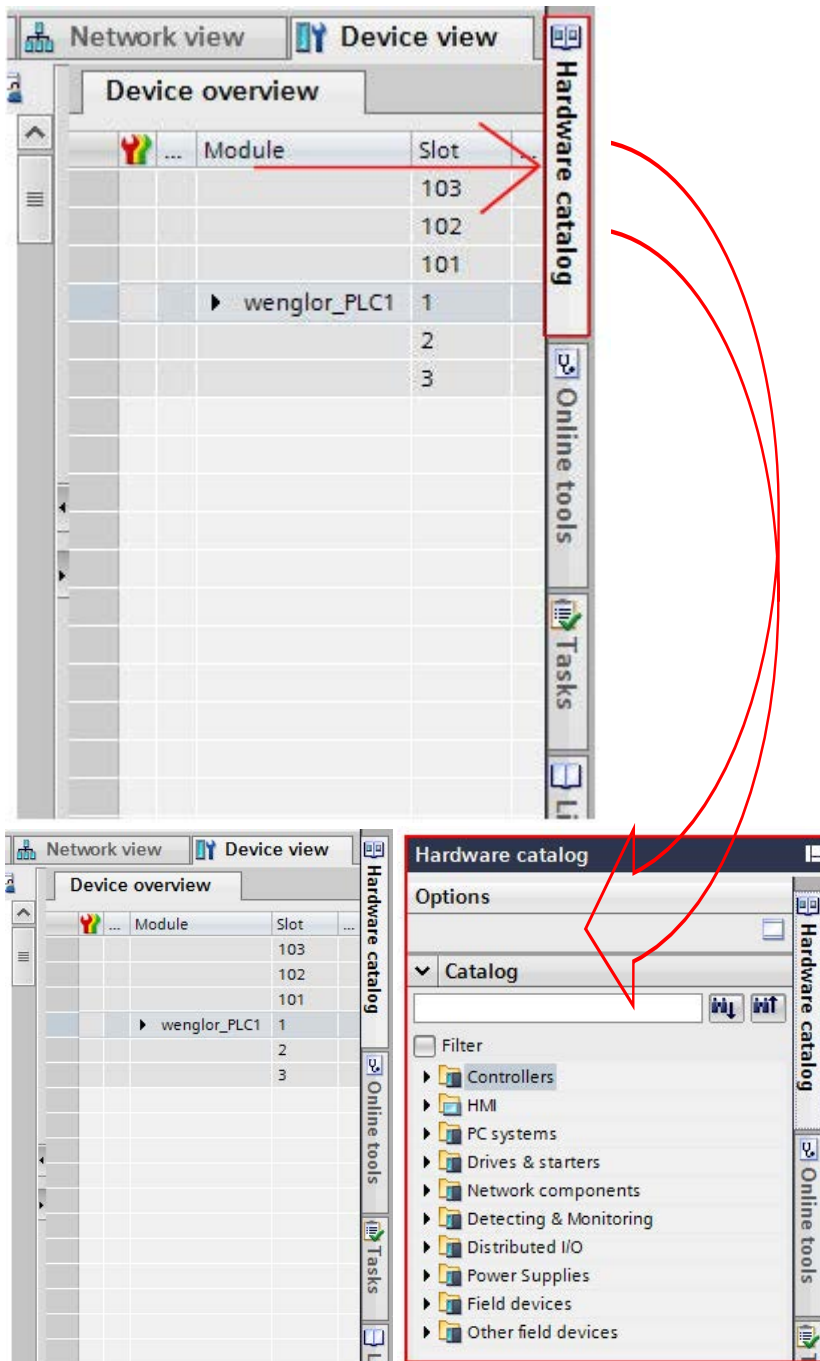 Network view Device view
Device overview
... Module Slot ...
103
102
101
wenglor_PLC1 1
2
3
Hardware catalog
Online tools
Tasks
Li
Network view Device view
Device overview
... Module Slot ...
103
102
101
wenglor_PLC1 1
2
3
Hardware catalog
Online tools
Tasks
Hardware catalog
Options
Catalog
Filter
Controllers
HMI
PC systems
Drives & starters
Network components
Detecting & Monitoring
Distributed I/O
Power Supplies
Field devices
Other field devices
Hardware catalog
Online tools